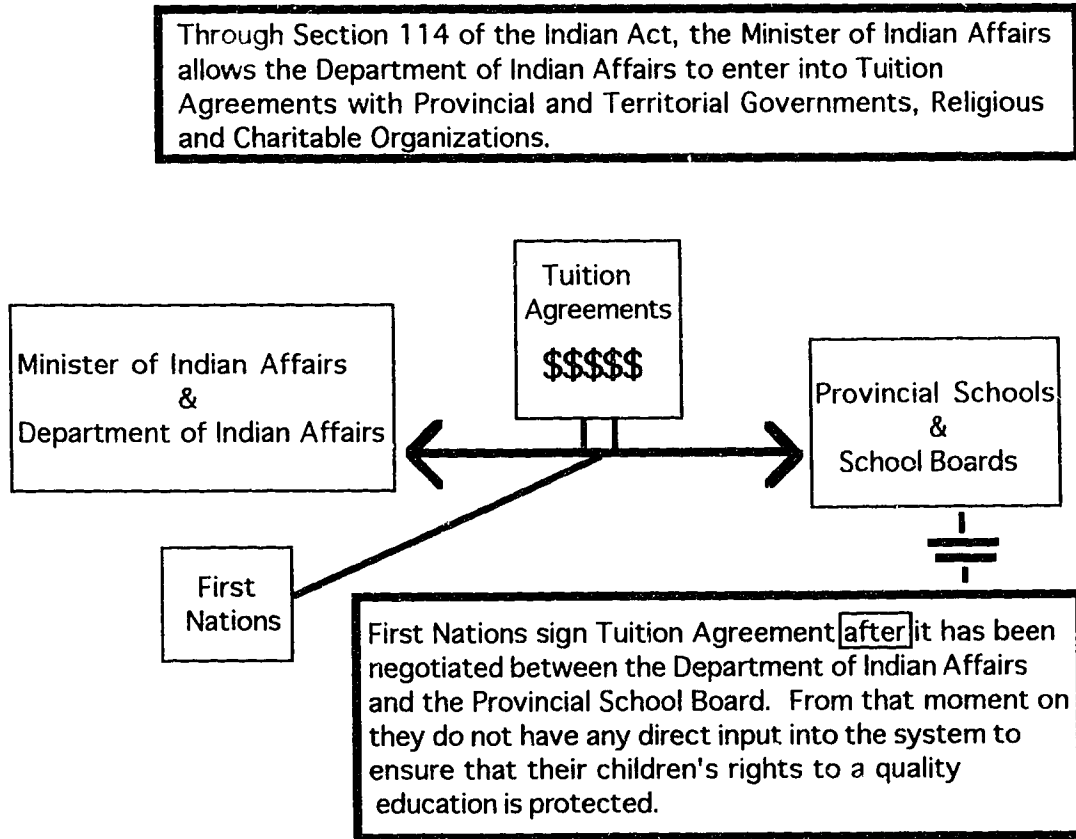 Through Section 114 of the Indian Act, the Minister of Indian Affairs
allows the Department of Indian Affairs to enter into Tuition
Agreements with Provincial and Territorial Governments, Religious
and Charitable Organizations.
Tuition
Agreements
$$$$$
Minister of Indian Affairs
&
Department of Indian Affairs
Provincial Schools
&
School Boards
First
Nations
First Nations sign Tuition Agreement after it has been
negotiated between the Department of Indian Affairs
and the Provincial School Board. From that moment on
they do not have any direct input into the system to
ensure that their children's rights to a quality
education is protected.